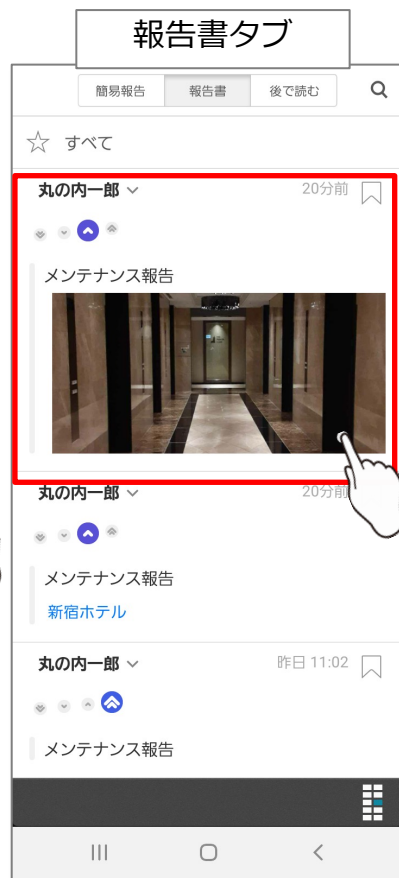 報告書タブ
簡易報告 報告書 後で読む
すべて
丸の内一郎 20分前
メンテナンス報告
丸の内一郎 20分前
メンテナンス報告
新宿ホテル
丸の内一郎 昨日 11:02
メンテナンス報告